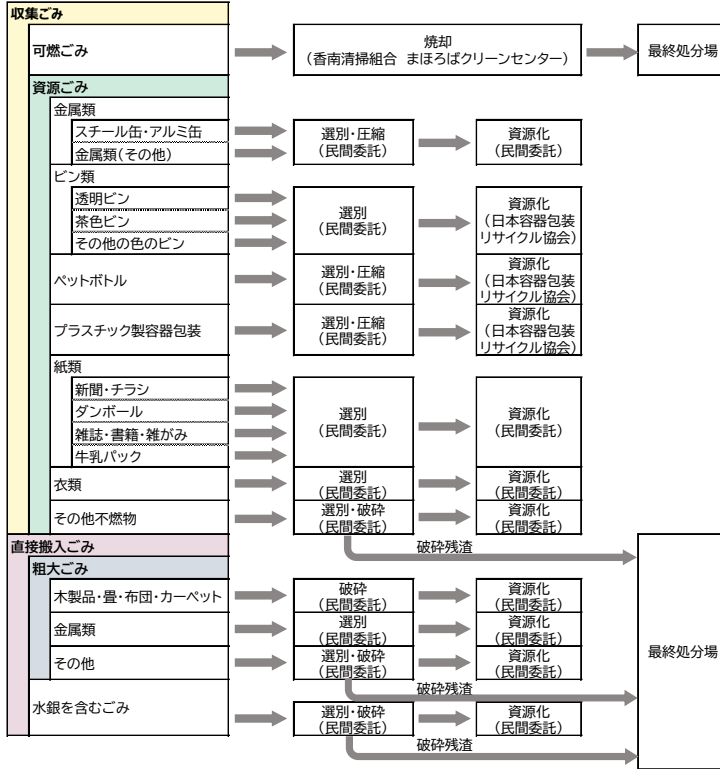 収集ごみ
可燃ごみ
焼却
(香南清掃組合 まほろばクリーンセンター)
最終処分場
資源ごみ
金属類
スチール缶・アルミ缶
金属類(その他)
選別・圧縮
(民間委託)
資源化
(民間委託)
ビン類
透明ビン
茶色ビン
その他の色のビン
選別
(民間委託)
資源化
(日本容器包装
リサイクル協会)
ペットボトル
選別・圧縮
(民間委託)
資源化
(日本容器包装
リサイクル協会)
プラスチック製容器包装
選別・圧縮
(民間委託)
資源化
(日本容器包装
リサイクル協会)
紙類
新聞・チラシ
ダンボール
雑誌・書籍・雑がみ
牛乳パック
選別
(民間委託)
資源化
(民間委託)
衣類
選別
(民間委託)
資源化
(民間委託)
その他不燃物
選別・破砕
(民間委託)
資源化
(民間委託)
破砕残渣
直接搬入ごみ
粗大ごみ
木製品・畳・布団・カーペット
破砕
(民間委託)
資源化
(民間委託)
金属類
選別
(民間委託)
資源化
(民間委託)
その他
選別・破砕
(民間委託)
資源化
(民間委託)
破砕残渣
最終処分場
水銀を含むごみ
選別・破砕
(民間委託)
資源化
(民間委託)
破砕残渣